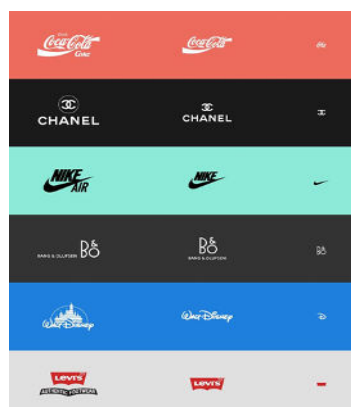 Coca-Cola
Coke
Coca-Cola
CHANEL
CHANEL
NIKE
AIR
NIKE
BANG & OLUFSEN B&O
B&O
BANG & OLUFSEN
B&O
Walt Disney
Walt Disney
D
LEVI'S
AUTHENTIC FOOTWEAR
LEVI'S